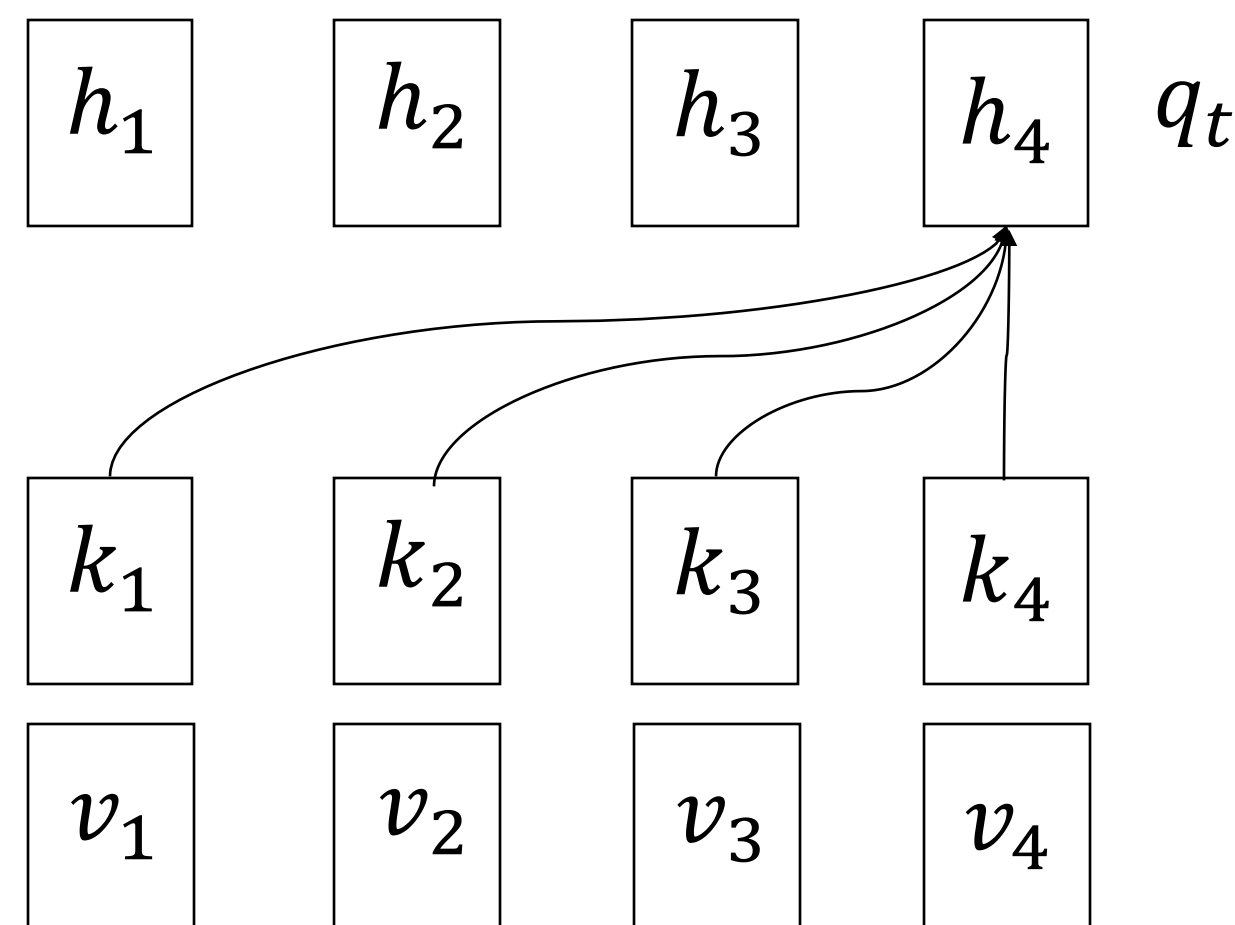 h₁ h₂ h₃ h₄ qₜ
k₁ k₂ k₃ k₄
v₁ v₂ v₃ v₄